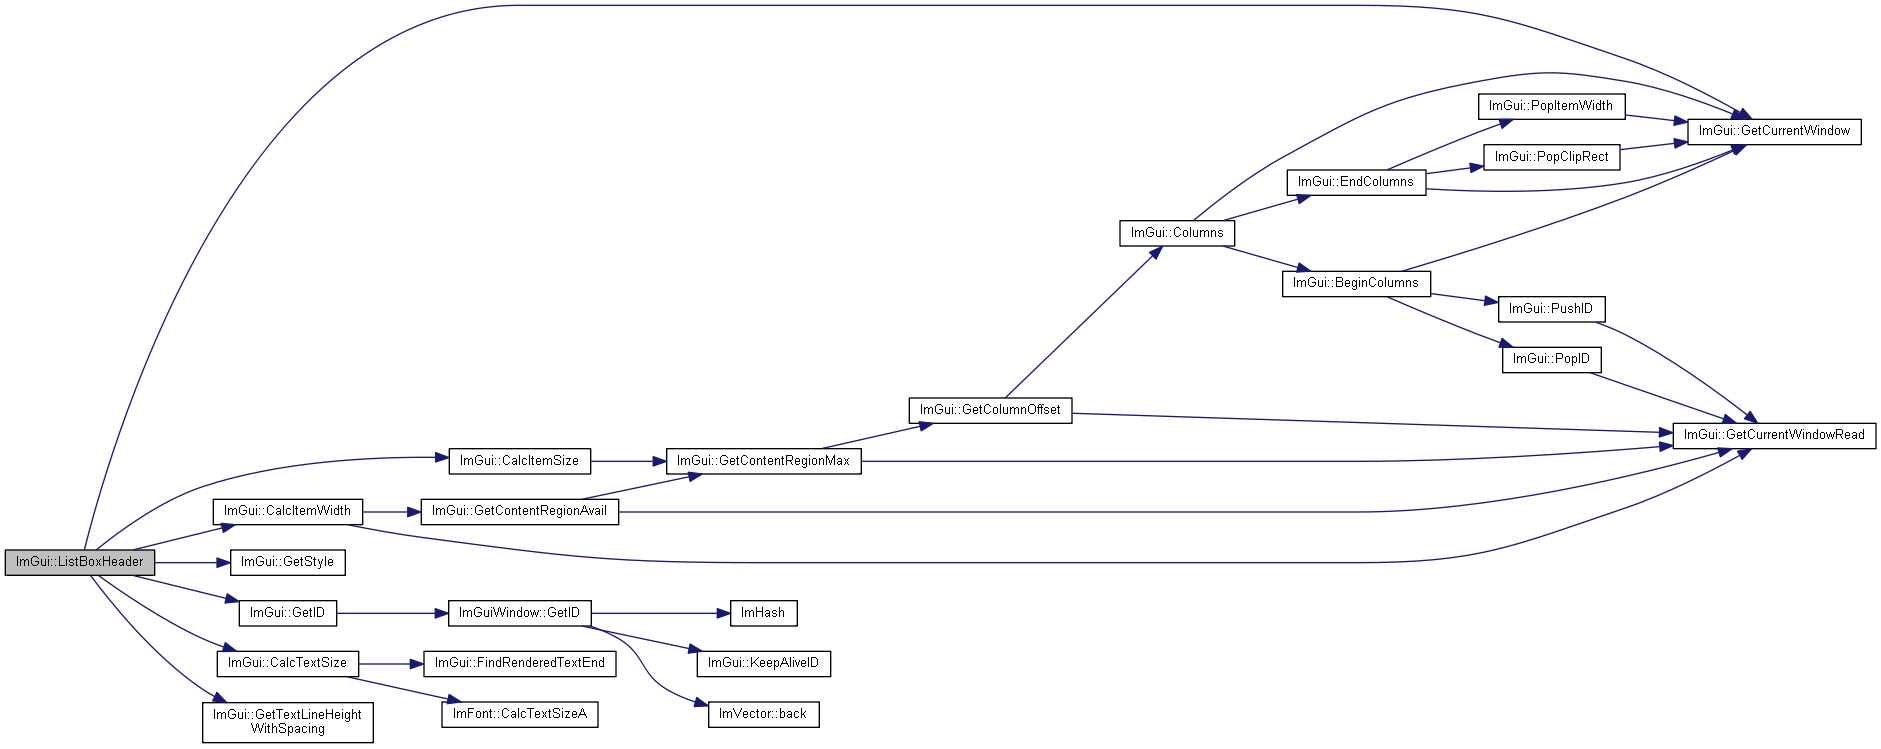 ImGui::PopItemWidth
ImGui::GetCurrentWindow
ImGui::PopClipRect
ImGui::EndColumns
ImGui::Columns
ImGui::BeginColumns
ImGui::PushID
ImGui::PopID
ImGui::GetColumnOffset
ImGui::GetCurrentWindowRead
ImGui::CalcItemSize
ImGui::GetContentRegionMax
ImGui::CalcItemWidth
ImGui::GetContentRegionAvail
ImGui::ListBoxHeader
ImGui::GetStyle
ImGui::GetID
ImGuiWindow::GetID
ImHash
ImGui::CalcTextSize
ImGui::FindRenderedTextEnd
ImGui::KeepAliveID
ImGui::GetTextLineHeight
WithSpacing
ImFont::CalcTextSizeA
ImVector::back